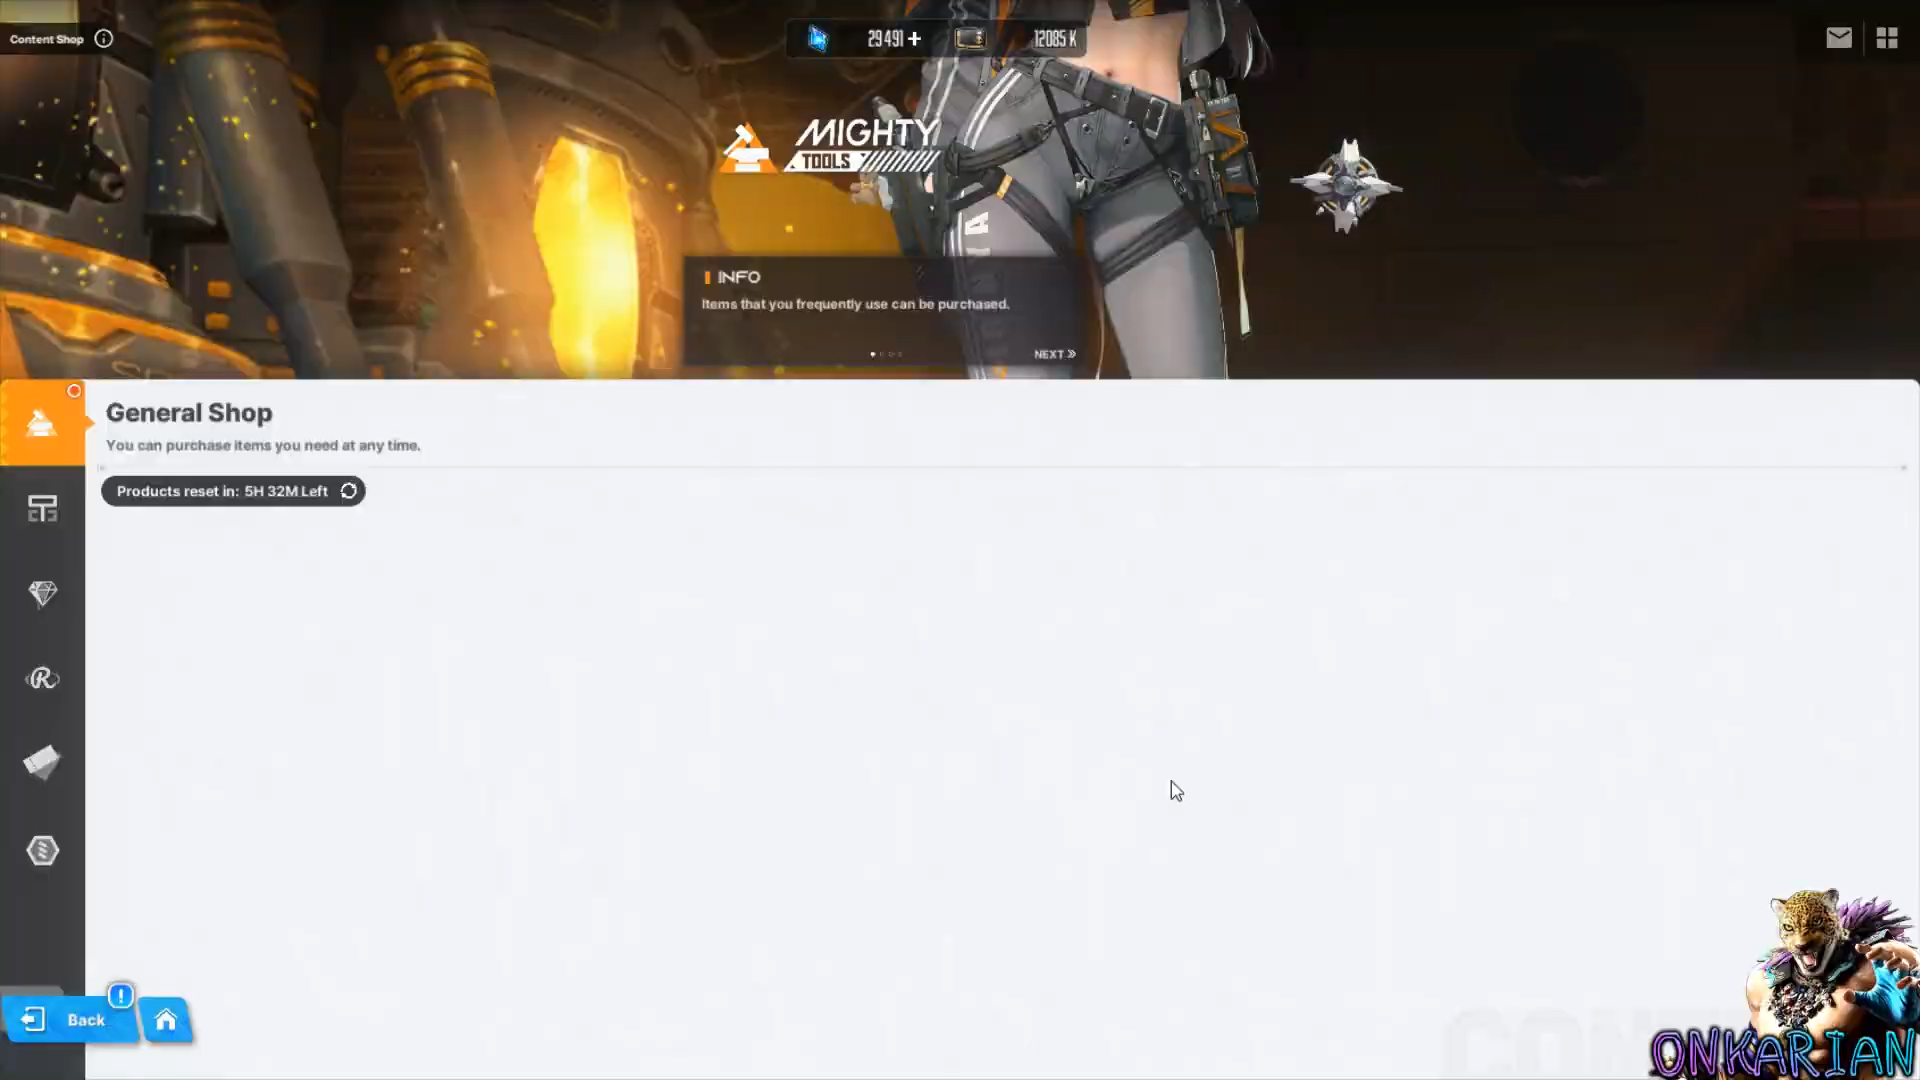 Content Shop
29491
12085 K
MIGHTY
TOOLS
INFO
Items that you frequently use can be purchased.
NEXT
General Shop
You can purchase items you need at any time.
Products reset in: 5H 32M Left
Back
ONKARIAN